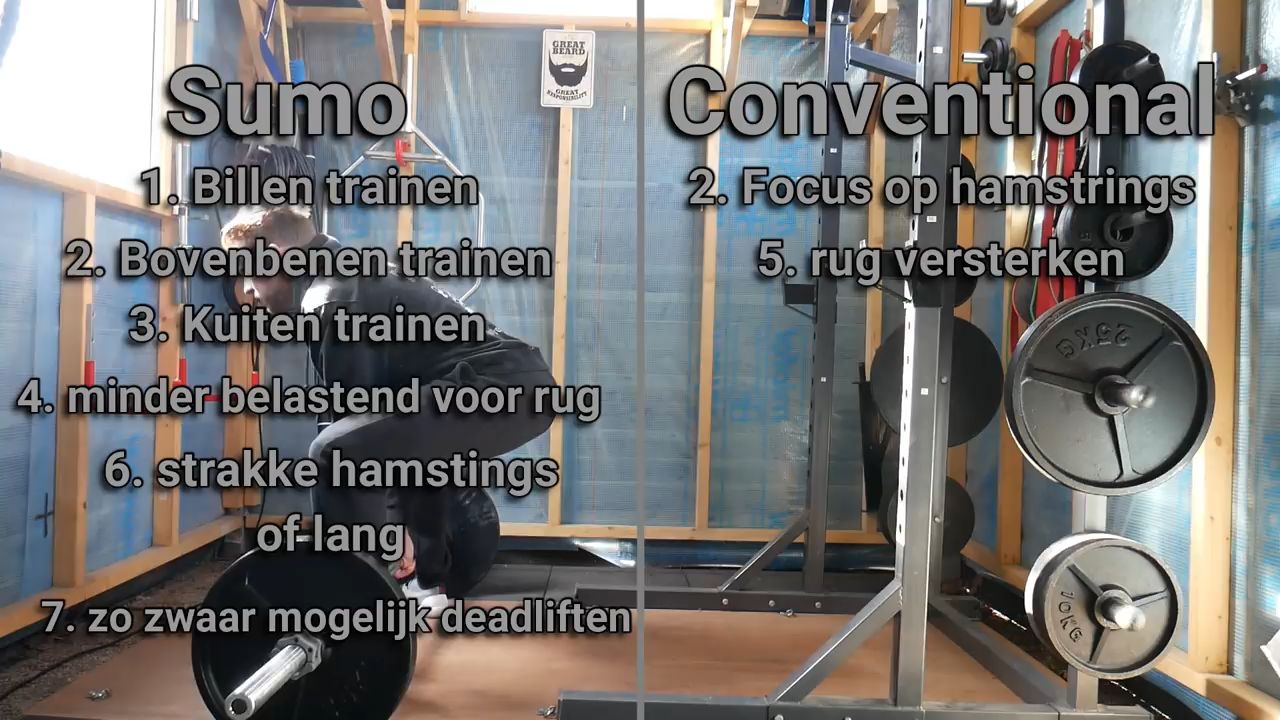 Sumo
1. Billen trainen
2. Bovenbenen trainen
3. Kuiten trainen
4. minder belastend voor rug
6. strakke hamstings
of lang
7. zo zwaar mogelijk deadliften
Conventional
2. Focus op hamstrings
5. rug versterken
GREAT
BEARD
GREAT
RESPONSIBILITY
25KG
10KG